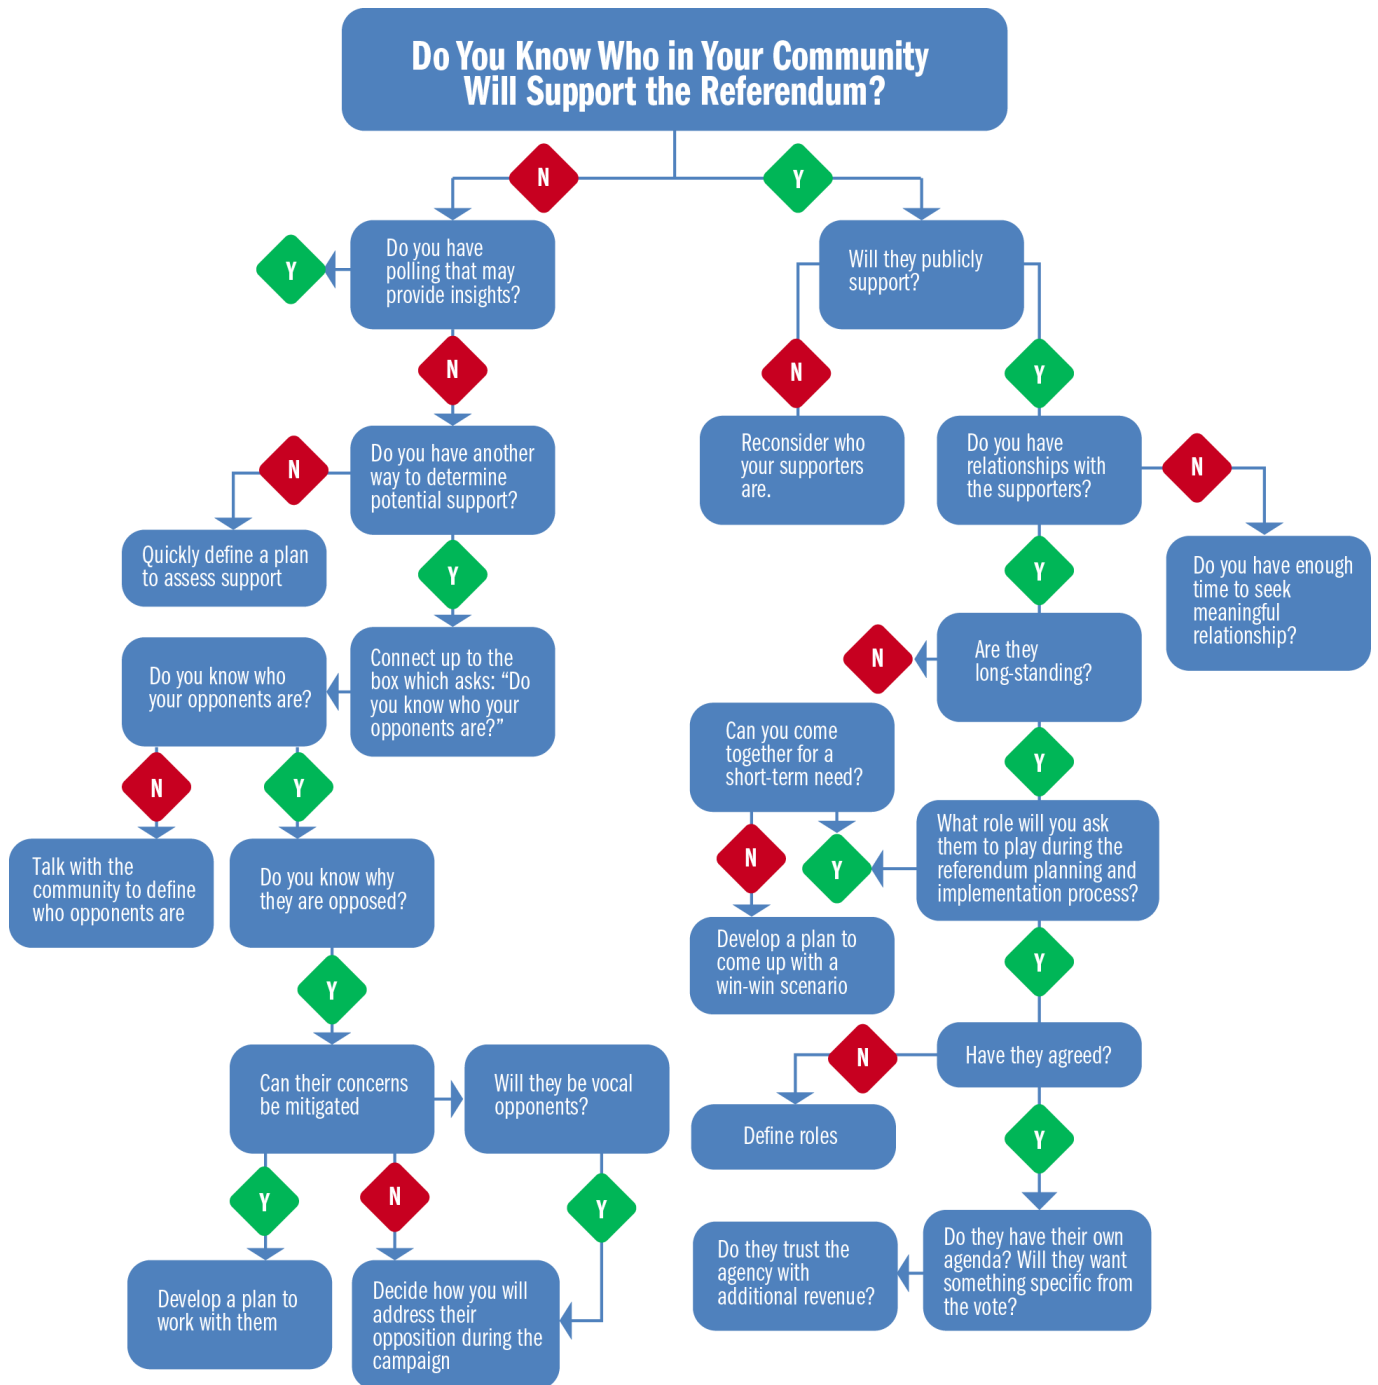 Do You Know Who in Your Community
Will Support the Referendum?
N
Y
Do you have
polling that may
provide insights?
Y
N
Do you have another
way to determine
potential support?
N
Quickly define a plan
to assess support
Y
Connect up to the
box which asks: “Do
you know who your
opponents are?”
Do you know who
your opponents are?
N
Y
Talk with the
community to define
who opponents are
Do you know why
they are opposed?
Y
Can their concerns
be mitigated
Will they be vocal
opponents?
Y
N
Y
Develop a plan to
work with them
Decide how you will
address their
opposition during the
campaign
Will they publicly
support?
N
Y
Reconsider who
your supporters
are.
Do you have
relationships with
the supporters?
N
Do you have enough
time to seek
meaningful
relationship?
Y
Are they
long-standing?
N
Y
Can you come
together for a
short-term need?
N
Y
What role will you ask
them to play during the
referendum planning and
implementation process?
Develop a plan to
come up with a
win-win scenario
Y
Have they agreed?
N
Define roles
Y
Do they have their own
agenda? Will they want
something specific from
the vote?
Do they trust the
agency with
additional revenue?